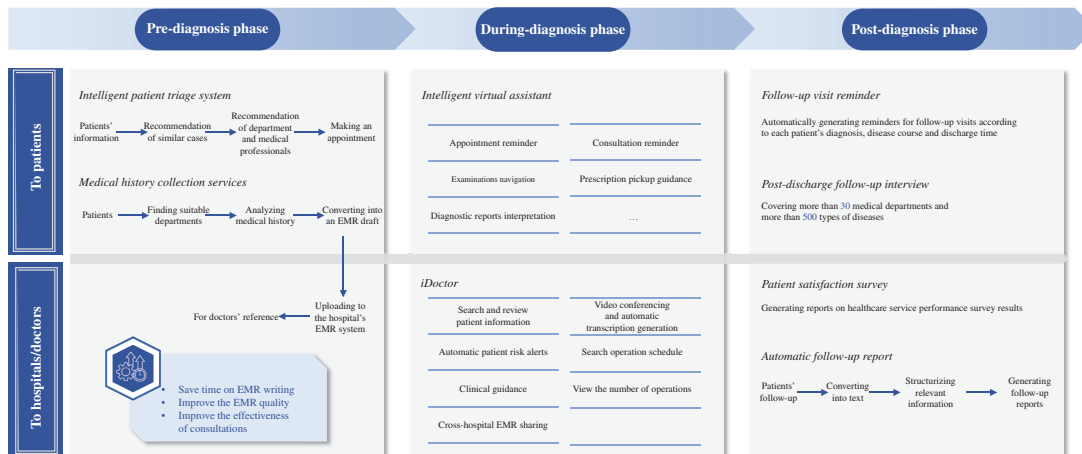 Pre-diagnosis phase
During-diagnosis phase
Post-diagnosis phase
To patients
Intelligent patient triage system
Patients'
information
Recommendation
of similar cases
Recommendation
of department
and medical
professionals
Making an
appointment
Medical history collection services
Patients
Finding suitable
departments
Analyzing
medical history
Converting into
an EMR draft
Intelligent virtual assistant
Appointment reminder
Consultation reminder
Examinations navigation
Prescription pickup guidance
Diagnostic reports interpretation
...
Follow-up visit reminder
Automatically generating reminders for follow-up visits according
to each patient's diagnosis, disease course and discharge time
Post-discharge follow-up interview
Covering more than 30 medical departments and
more than 500 types of diseases
To hospitals/doctors
Uploading to
the hospital's
EMR system
For doctors' reference
• Save time on EMR writing
• Improve the EMR quality
• Improve the effectiveness
of consultations
iDoctor
Search and review
patient information
Video conferencing
and automatic
transcription generation
Automatic patient risk alerts
Search operation schedule
Clinical guidance
View the number of operations
Cross-hospital EMR sharing
Patient satisfaction survey
Generating reports on healthcare service performance survey results
Automatic follow-up report
Patients'
follow-up
Converting
into text
Structurizing
relevant
information
Generating
follow-up
reports